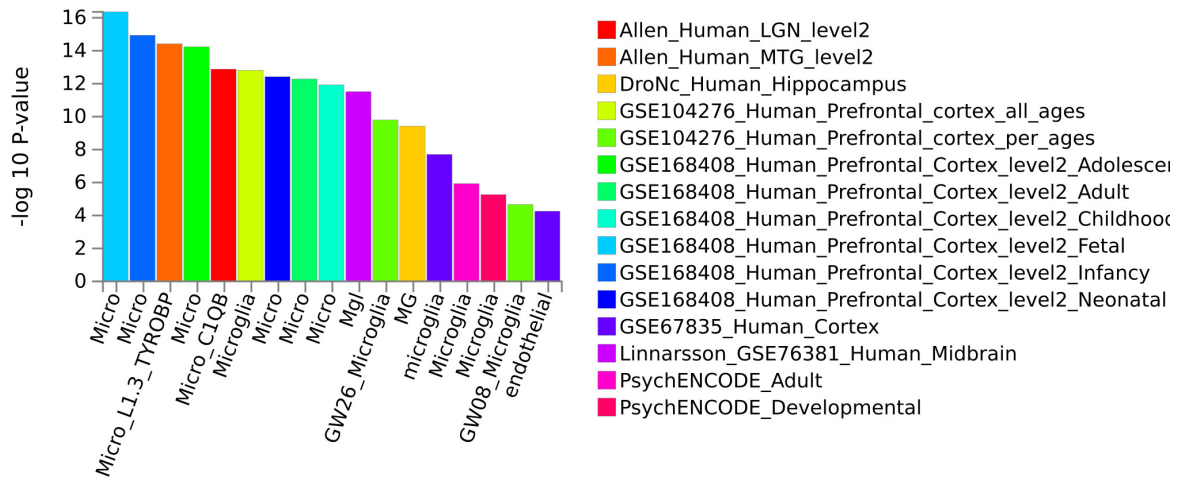 -log 10 P-value
16
14
12
10
8
6
4
2
0
Micro
Micro
Micro_L1.3_TYROBP
Micro
Micro_C1QB
Microglia
Micro
Micro
Micro
Mgl
GW26_Microglia
MG
microglia
Microglia
Microglia
GW08_Microglia
endothelial
Allen_Human_LGN_level2
Allen_Human_MTG_level2
DroNc_Human_Hippocampus
GSE104276_Human_Prefrontal_cortex_all_ages
GSE104276_Human_Prefrontal_cortex_per_ages
GSE168408_Human_Prefrontal_Cortex_level2_Adolescen
GSE168408_Human_Prefrontal_Cortex_level2_Adult
GSE168408_Human_Prefrontal_Cortex_level2_Childhood
GSE168408_Human_Prefrontal_Cortex_level2_Fetal
GSE168408_Human_Prefrontal_Cortex_level2_Infancy
GSE168408_Human_Prefrontal_Cortex_level2_Neonatal
GSE67835_Human_Cortex
Linnarsson_GSE76381_Human_Midbrain
PsychENCODE_Adult
PsychENCODE_Developmental